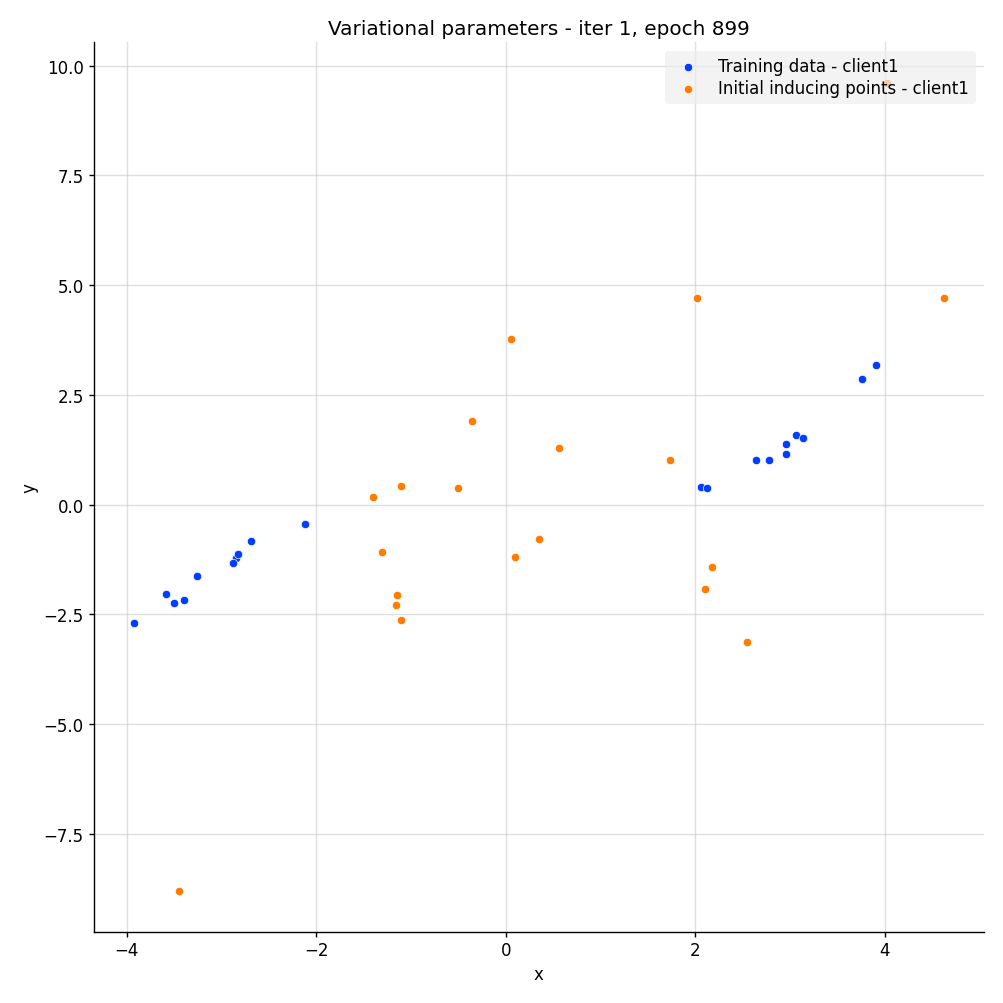 Variational parameters - iter 1, epoch 899
Training data - client1
Initial inducing points - client1
10.0
7.5
5.0
2.5
0.0
−2.5
−5.0
−7.5
y
−4
−2
0
2
4
x